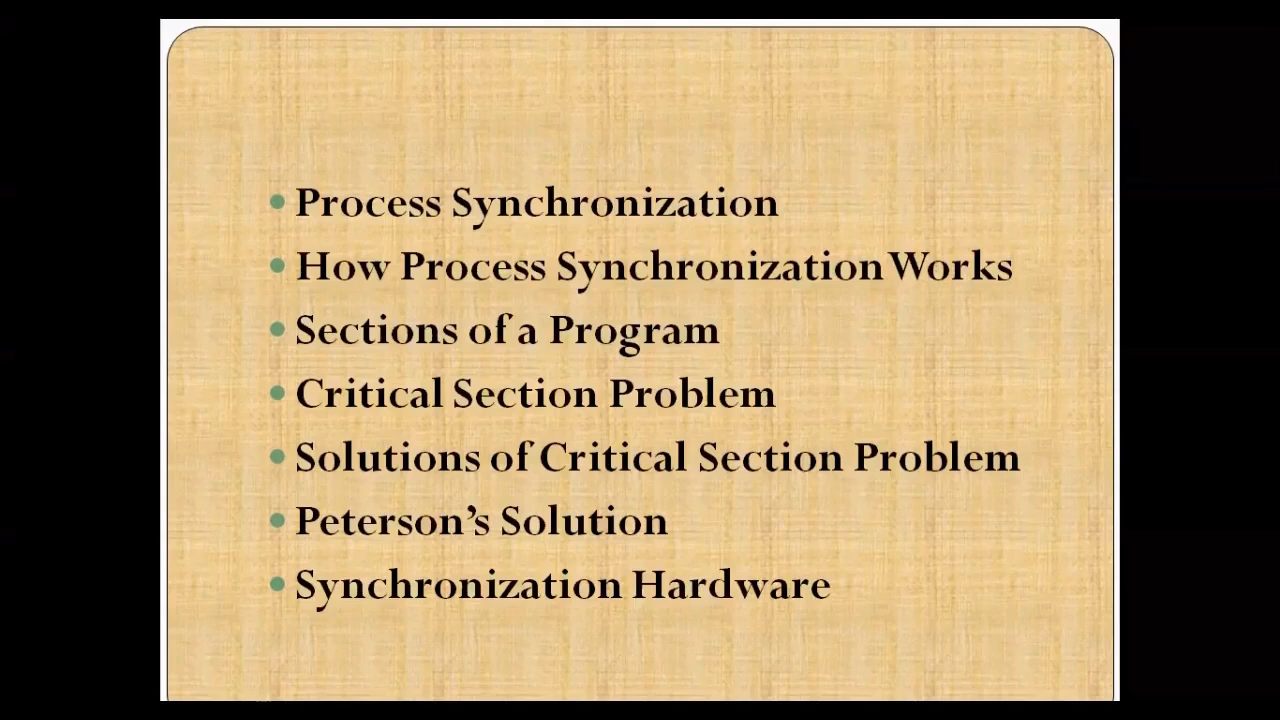 Process Synchronization
How Process Synchronization Works
Sections of a Program
Critical Section Problem
Solutions of Critical Section Problem
Peterson’s Solution
Synchronization Hardware